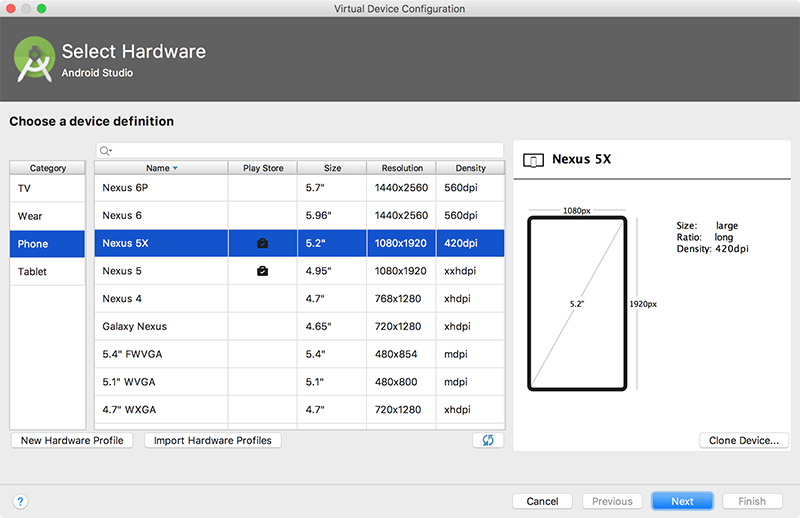 Virtual Device Configuration
Select Hardware
Android Studio
Choose a device definition
Category
TV
Wear
Phone
Tablet
Name Play Store Size Resolution Density
Nexus 6P 5.7" 1440x2560 560dpi
Nexus 6 5.96" 1440x2560 560dpi
Nexus 5X 5.2" 1080x1920 420dpi
Nexus 5 4.95" 1080x1920 xxhdpi
Nexus 4 4.7" 768x1280 xhdpi
Galaxy Nexus 4.65" 720x1280 xhdpi
5.4" FWVGA 5.4" 480x854 mdpi
5.1" WVGA 5.1" 480x800 mdpi
4.7" WXGA 4.7" 720x1280 xhdpi
New Hardware Profile Import Hardware Profiles
Nexus 5X
1080px
5.2"
1920px
Size: large
Ratio: long
Density: 420dpi
Clone Device...
? Cancel Previous Next Finish